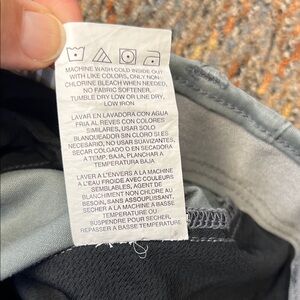 MACHINE WASH COLD INSIDE OUT
WITH LIKE COLORS, ONLY NON-
CHLORINE BLEACH WHEN NEEDED,
NO FABRIC SOFTENER.
TUMBLE DRY LOW OR LINE DRY,
LOW IRON
LAVAR EN LAVADORA CON AGUA
FRIA AL REVES CON COLORES
SIMILARES, USAR SOLO
BLANQUEADOR SIN CLORO SI ES
NECESARIO, NO USAR SUAVIZANTE.
SECAR COLGADO O EN SECADORA
A TEMP. BAJA, PLANCHAR A
TEMPERATURA BAJA
LAVER À L'ENVERS À LA MACHINE
À L'EAU FROIDE AVEC COULEURS
SEMBLABLES, AGENT DE
BLANCHIMENT NON CHLORE AU
BESOIN, SANS ASSOUPLISSANT.
SECHER A LA MACHINE A BASSE
TEMPERATURE OU
SUSPENDRE POUR SECHER,
REPASSER A BASSE TEMPERATURE